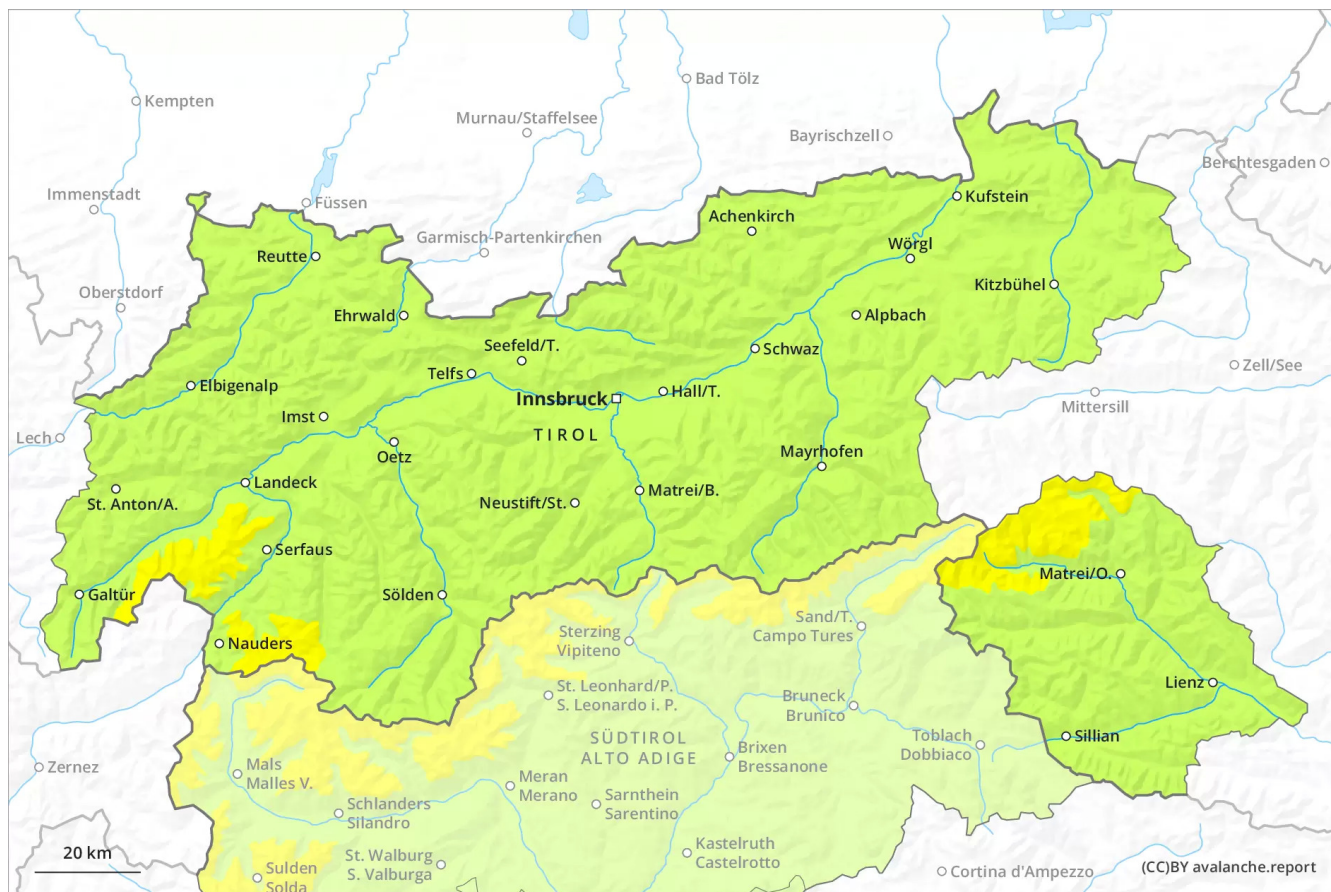 Kempten
Bad Tölz
Murnau/Staffelsee
Bayrischzell
Berchtesgaden
Immenstadt
Füssen
Kufstein
Achenkirch
Garmisch-Partenkirchen
Wörgl
Reutte
Oberstdorf
Kitzbühel
Ehrwald
Alpbach
Seefeld/T.
Schwaz
Zell/See
Telfs
Elbigenalp
Innsbruck
Hall/T.
Mittersill
Imst
Lech
TIROL
Oetz
Mayrhofen
Landeck
St. Anton/A.
Neustift/St.
Matrei/B.
Serfaus
Matrei/O.
Galtür
Sölden
Sand/T.
Campo Tures
Sterzing
Vipiteno
Nauders
Lienz
St. Leonhard/P.
S. Leonardo i. P.
Bruneck
Brunico
Toblach
Dobbiaco
Sillian
SÜDTIROL
ALTO ADIGE
Brixen
Bressanone
Zernez
Mals
Malles V.
Meran
Merano
Schlanders
Silandro
Sarnthein
Sarentino
20 km
St. Walburg
S. Valburga
Kastelruth
Castelrotto
Sulden
Solda
Cortina d'Ampezzo
(CC)BY avalanche.report